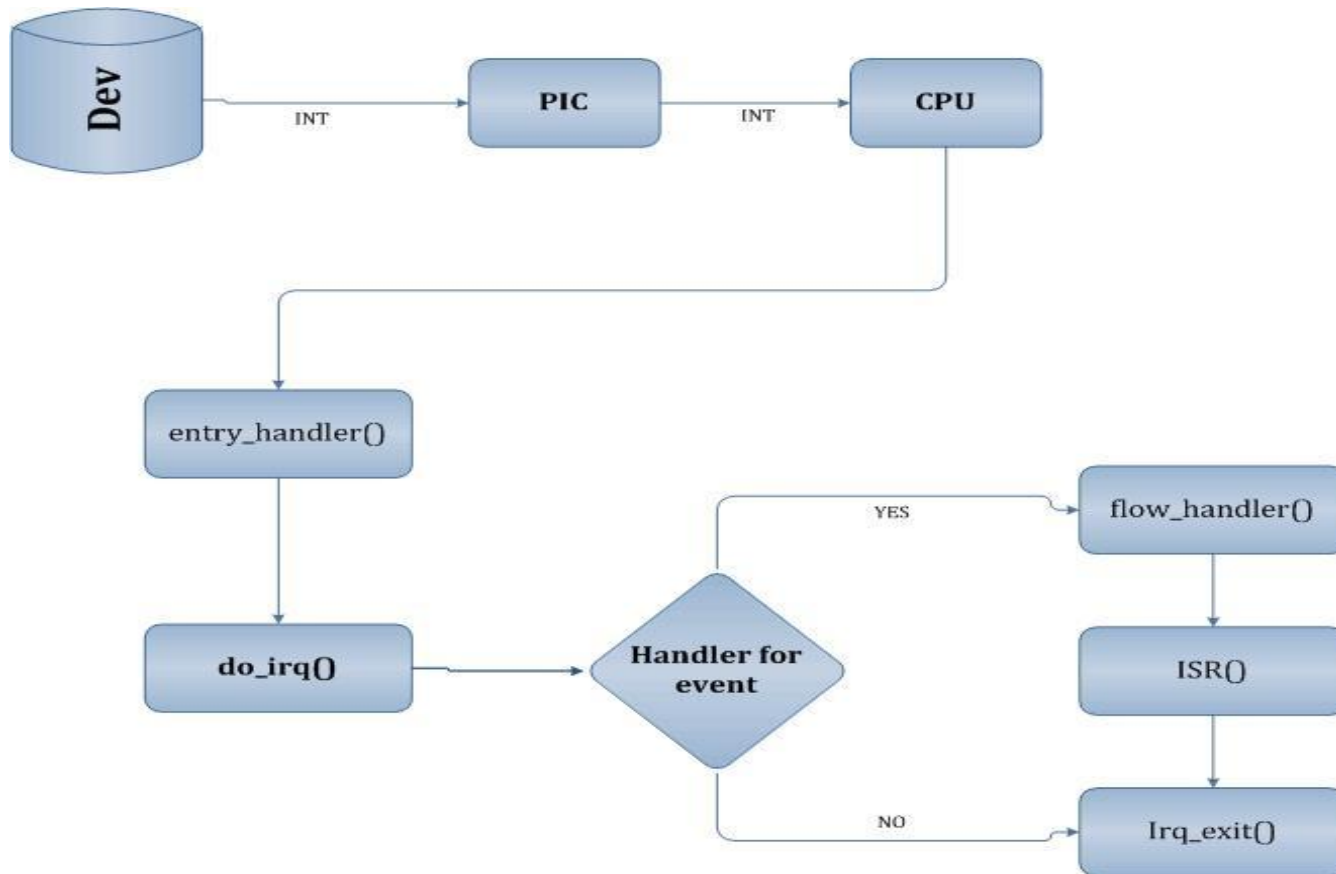 Dev
INT
PIC
INT
CPU
entry_handler()
do_irq()
Handler for
event
YES
flow_handler()
ISR()
NO
Irq_exit()